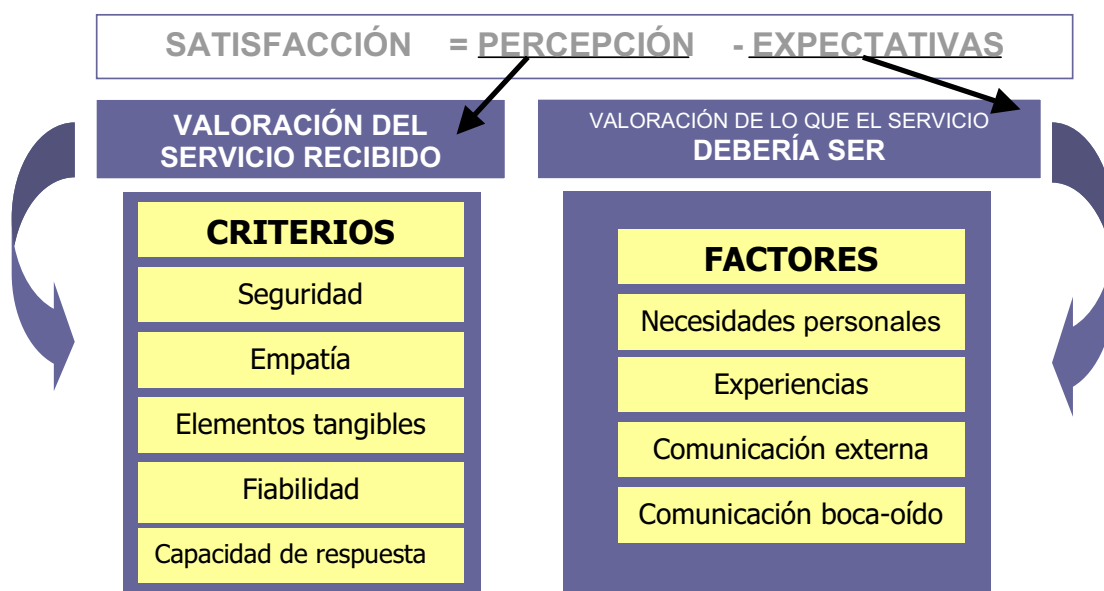 SATISFACCIÓN = PERCEPCIÓN - EXPECTATIVAS
VALORACIÓN DEL
SERVICIO RECIBIDO
VALORACIÓN DE LO QUE EL SERVICIO
DEBERÍA SER
CRITERIOS
Seguridad
Empatía
Elementos tangibles
Fiabilidad
Capacidad de respuesta
FACTORES
Necesidades personales
Experiencias
Comunicación externa
Comunicación boca-oído